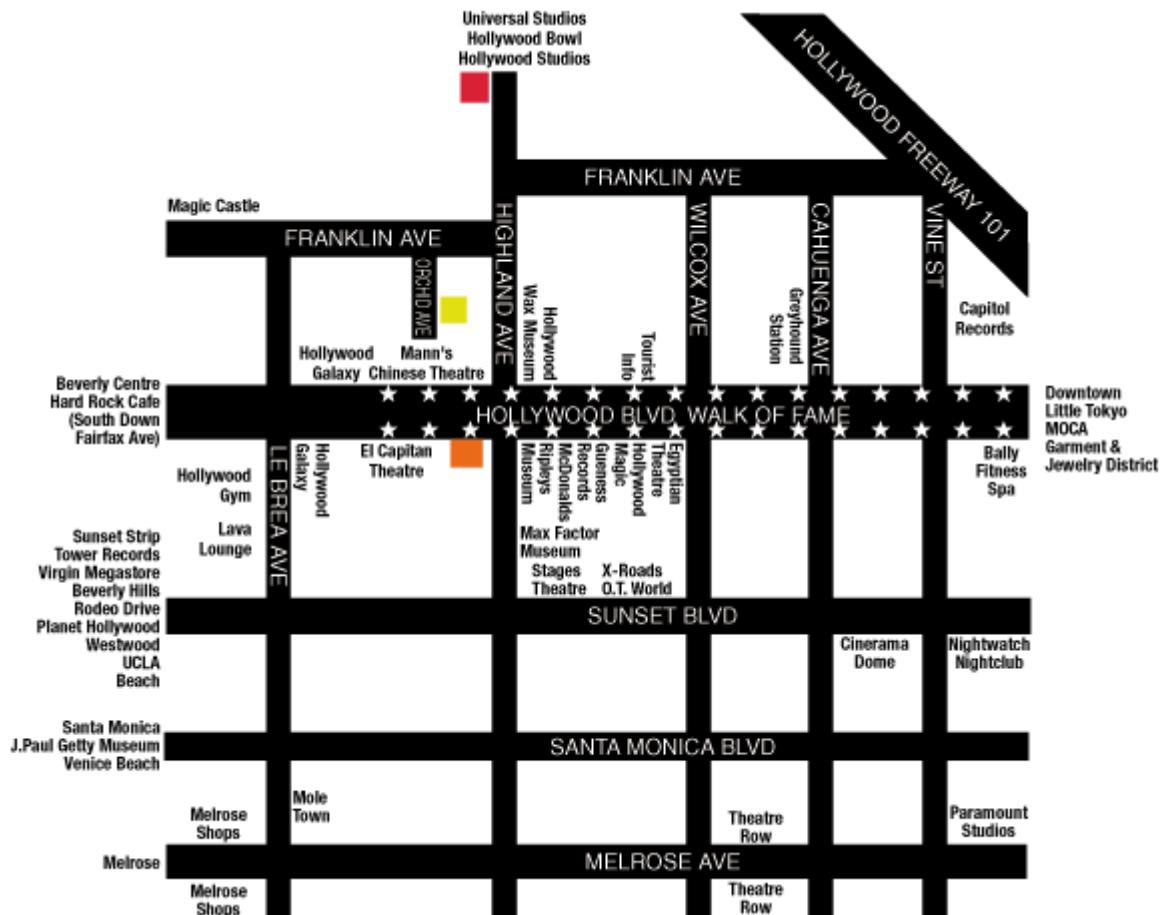 Universal Studios
Hollywood Bowl
Hollywood Studios
HOLLYWOOD FREEWAY 101
FRANKLIN AVE
Magic Castle
FRANKLIN AVE
ORCHID AVE
HIGHLAND AVE
WILCOX AVE
CAHUENGA AVE
VINE ST
Wax Museum
Hollywood
Tourist
Info
Greyhound
Station
Capitol
Records
Hollywood
Galaxy
Mann's
Chinese Theatre
Beverly Centre
Hard Rock Cafe
(South Down
Fairfax Ave)
HOLLYWOOD BLVD. WALK OF FAME
Downtown
Little Tokyo
MOCA
Garment &
Jewelry District
LE BREA AVE
Hollywood
Galaxy
El Capitan
Theatre
Ripleys
Museum
McDonalds
Gueness
Records
Hollywood
Magic
Egyptian
Theatre
Bally
Fitness
Spa
Hollywood
Gym
Lava
Lounge
Max Factor
Museum
Stages
Theatre
X-Roads
O.T. World
Sunset Strip
Tower Records
Virgin Megastore
Beverly Hills
Rodeo Drive
Planet Hollywood
Westwood
UCLA
Beach
SUNSET BLVD
Cinerama
Dome
Nightwatch
Nightclub
Santa Monica
J.Paul Getty Museum
Venice Beach
SANTA MONICA BLVD
Mole
Town
Melrose
Shops
Theatre
Row
Paramount
Studios
Melrose
MELROSE AVE
Melrose
Shops
Theatre
Row